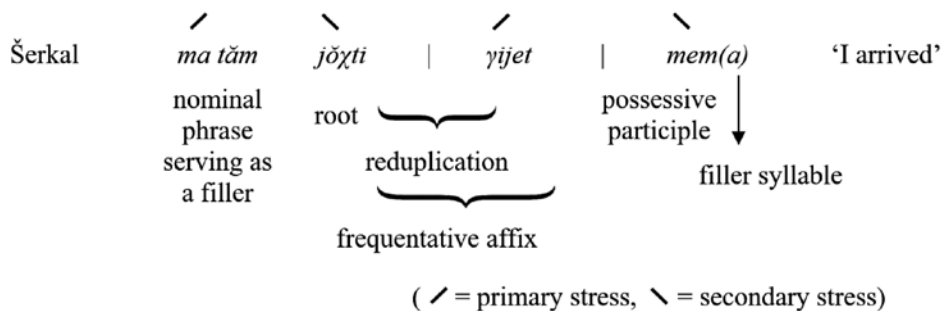 Šerkal ma tăm jŏχti | γijet | mem(a) ‘I arrived’
nominal phrase serving as a filler
root
possessive participle
reduplication
filler syllable
frequentative affix
( ˊ = primary stress, ˋ = secondary stress)